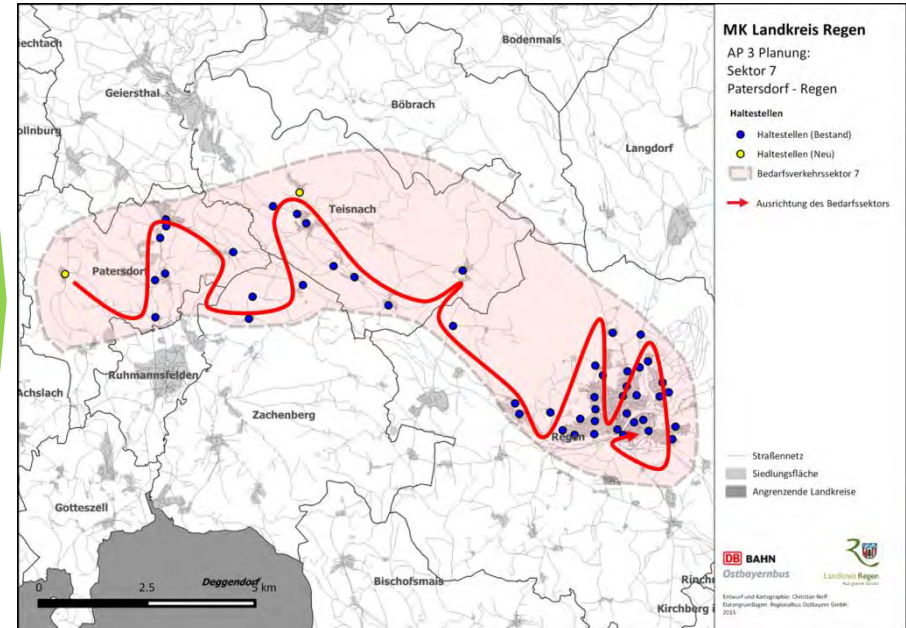 MK Landkreis Regen
AP 3 Planung:
Sektor 7
Patersdorf - Regen
Haltestellen
Haltestellen (Bestand)
Haltestellen (Neu)
Bedarfsverkehrssektor 7
Ausrichtung des Bedarfssektors
Straßennetz
Siedlungsfläche
Angrenzende Landkreise
DB BAHN
Ostbayernbus
Landkreis Regen
Entwurf und Kartographie: Christian Neff
Datengrundlagen: Regionalbus Ostbayern GmbH
2015
iechtach
Bodenmais
Geiersthal
Böbrach
ollnburg
Langdorf
Teisnach
Patersdorf
Ruhmannsfelden
Achslach
Zachenberg
Regen
Gotteszell
Deggendorf
Bischofsmais
Rinchn
Kirchberg i
0 2.5 5 km